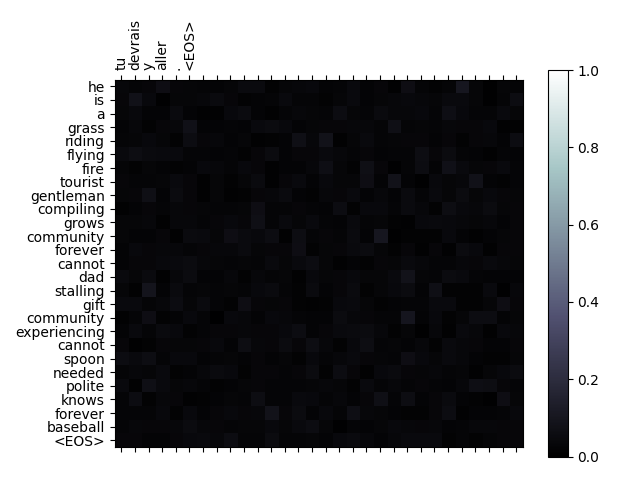 tu
devrais
y
aller
.
<EOS>
he
is
a
grass
riding
flying
fire
tourist
gentleman
compiling
grows
community
forever
cannot
dad
stalling
gift
community
experiencing
cannot
spoon
needed
polite
knows
forever
baseball
<EOS>
1.0
0.8
0.6
0.4
0.2
0.0